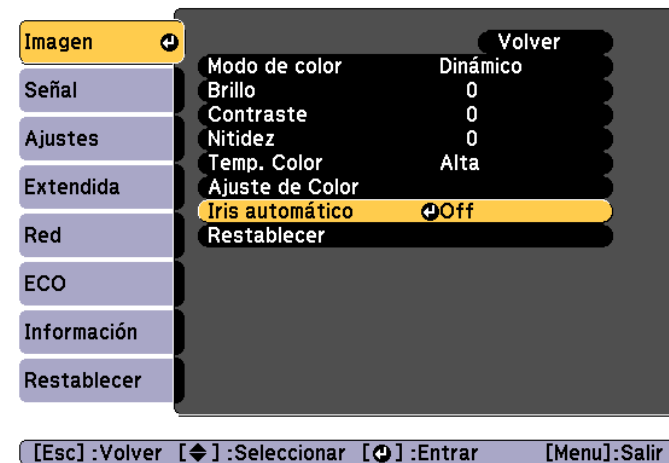 Imagen
Señal
Ajustes
Extendida
Red
ECO
Información
Restablecer
Volver
Modo de color Dinámico
Brillo 0
Contraste 0
Nitidez 0
Temp. Color Alta
Ajuste de Color
Iris automático Off
Restablecer
[Esc] :Volver [ ] :Seleccionar [ ] :Entrar [Menu]:Salir